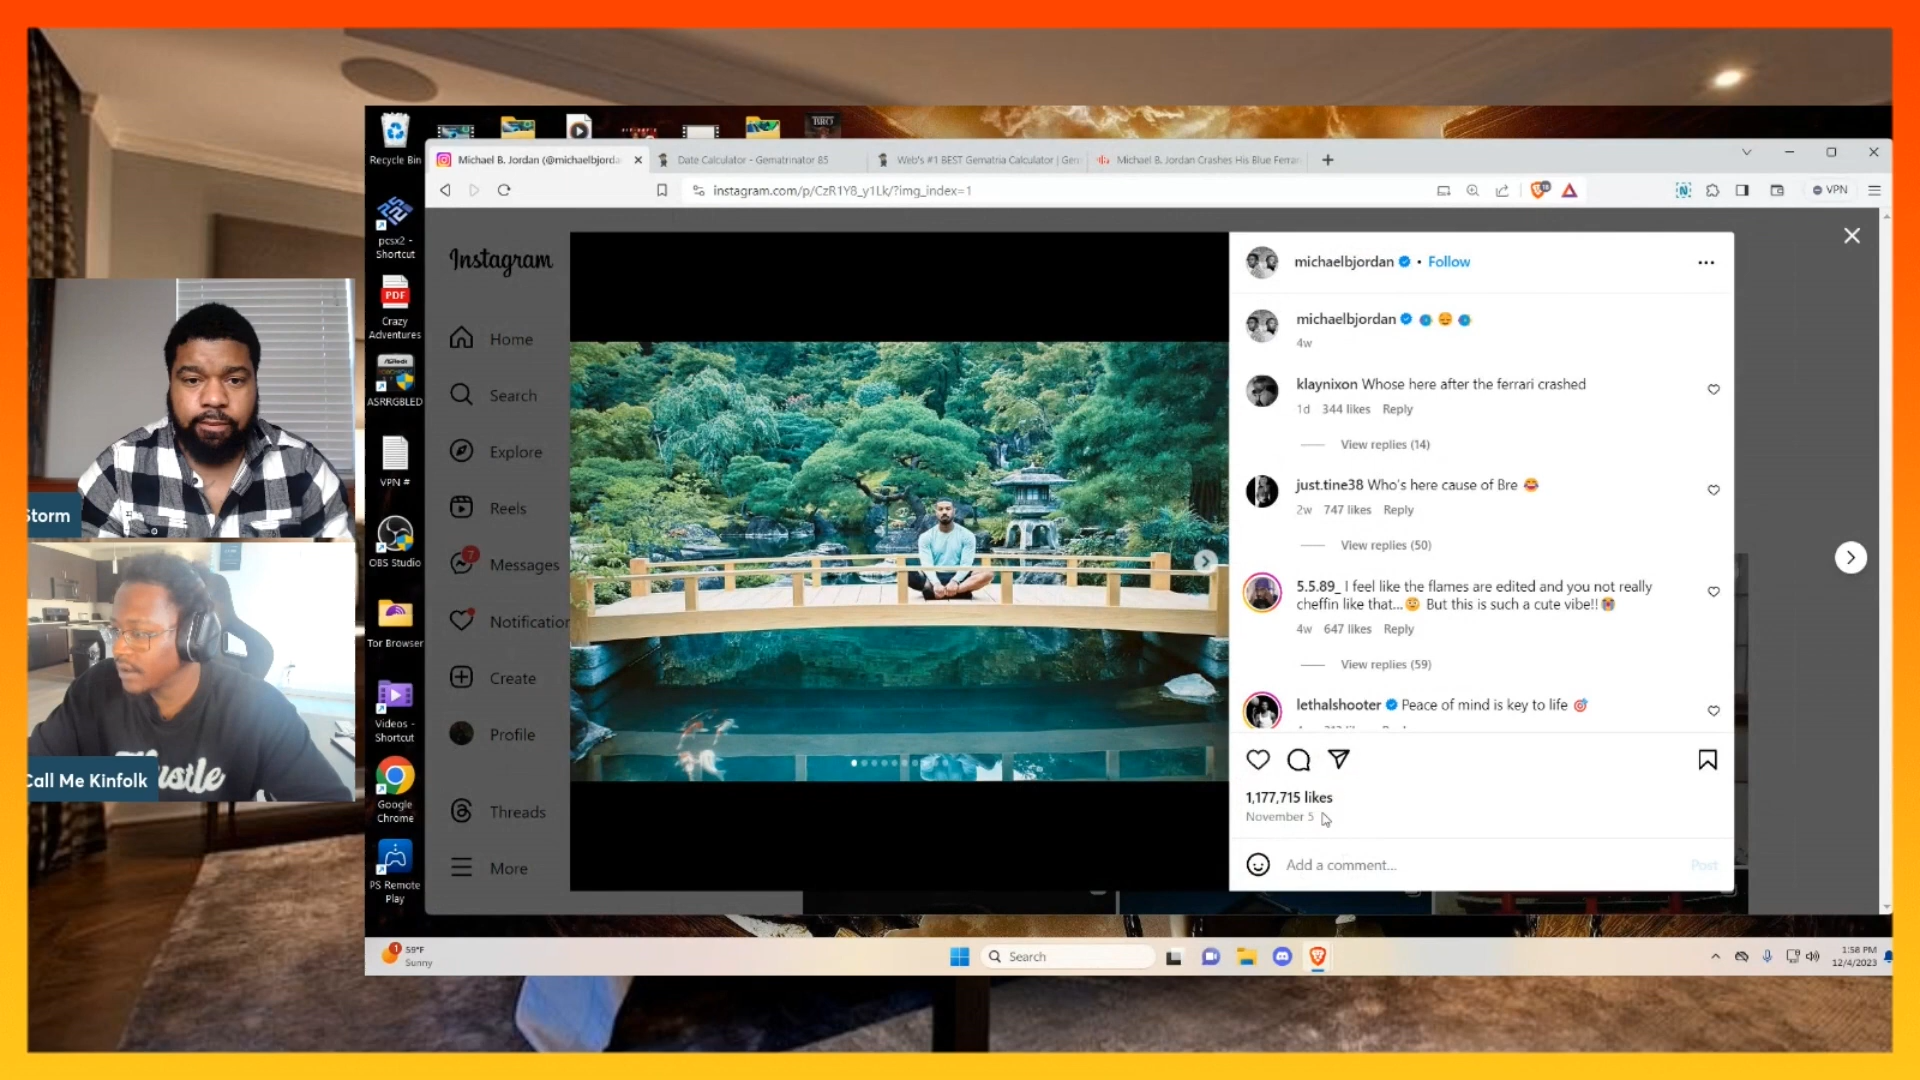 Recycle Bin
pcsx2 -
Shortcut
PDF
Crazy
Adventures
ASRRGBLED
VPN #
OBS Studio
Tor Browser
Videos -
Shortcut
Google
Chrome
PS Remote
Play
Michael B. Jordan (@michaelbjorda
Date Calculator - Gematrinator 85
Web's #1 BEST Gematria Calculator | Gen
Michael B. Jordan Crashes His Blue Ferrari
instagram.com/p/CzR1Y8_y1Lk/?img_index=1
VPN
Instagram
Home
Search
Explore
Reels
7
Messages
Notification
Create
Profile
Threads
More
michaelbjordan • Follow
michaelbjordan
4w
klaynixon Whose here after the ferrari crashed
1d 344 likes Reply
View replies (14)
just.tine38 Who's here cause of Bre 😂
2w 747 likes Reply
View replies (50)
5.5.89_ I feel like the flames are edited and you not really
cheffin like that... But this is such a cute vibe!!
4w 647 likes Reply
View replies (59)
lethalshooter Peace of mind is key to life 🎯
1,177,715 likes
November 5
Add a comment...
Post
Storm
Call Me Kinfolk
Hustle
1
59°F
Sunny
Search
1:58 PM
12/4/2023